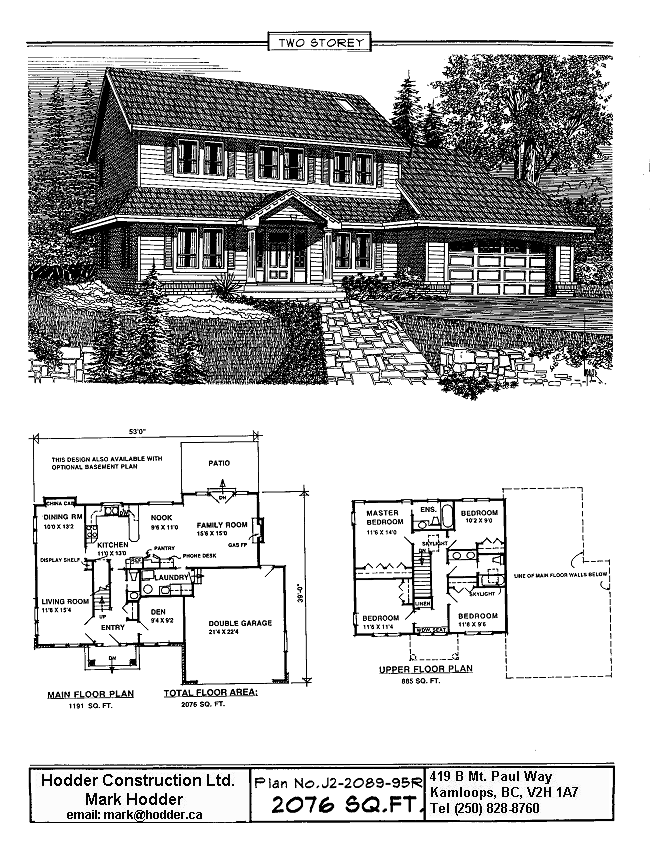 TWO STOREY
53'0"
THIS DESIGN ALSO AVAILABLE WITH
OPTIONAL BASEMENT PLAN
PATIO
CHINA CAB
DINING RM
10'0 X 13'2
NOOK
9'6 X 11'0
FAMILY ROOM
15'6 X 15'0
KITCHEN
11'0 X 13'0
GAS FP
PANTRY
PHONE DESK
DISPLAY SHELF
LAUNDRY
LIVING ROOM
11'6 X 15'4
UP
DEN
9'4 X 9'2
ENTRY
DN
DOUBLE GARAGE
21'4 X 22'4
39'-0"
MAIN FLOOR PLAN
1191 SQ. FT.
TOTAL FLOOR AREA:
2076 SQ. FT.
MASTER
BEDROOM
11'6 X 14'0
ENS.
BEDROOM
10'2 X 9'0
SKYLIGHT
DN
LINE OF MAIN FLOOR WALLS BELOW
SKYLIGHT
LINEN
BEDROOM
11'6 X 11'4
BEDROOM
11'6 X 9'6
WDW. SEAT
UPPER FLOOR PLAN
885 SQ. FT.
Hodder Construction Ltd.
Mark Hodder
email: mark@hodder.ca
Plan No. J2-2089-95R
2076 SQ.FT.
419 B Mt. Paul Way
Kamloops, BC, V2H 1A7
Tel (250) 828-8760